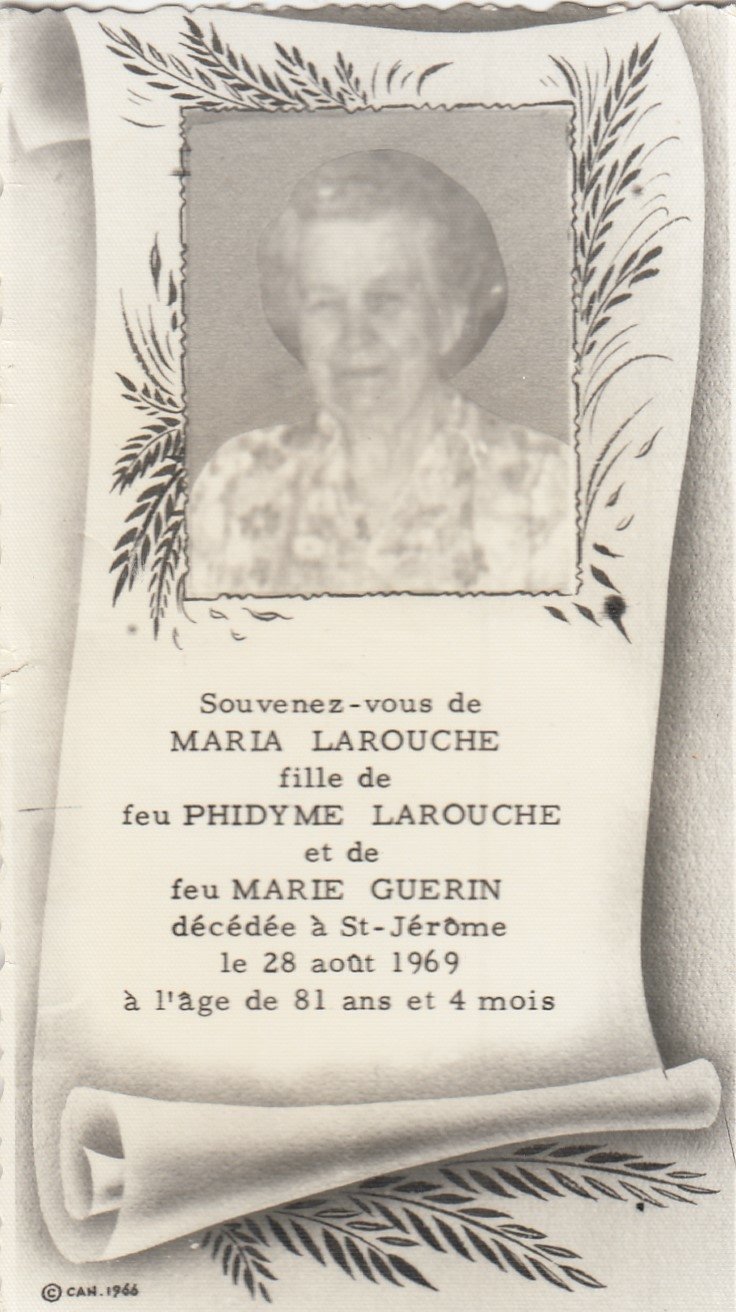 Souvenez-vous de
MARIA LAROUCHE
fille de
feu PHIDYME LAROUCHE
et de
feu MARIE GUERIN
décédée à St-Jérôme
le 28 août 1969
à l'âge de 81 ans et 4 mois
© CAN. 1966